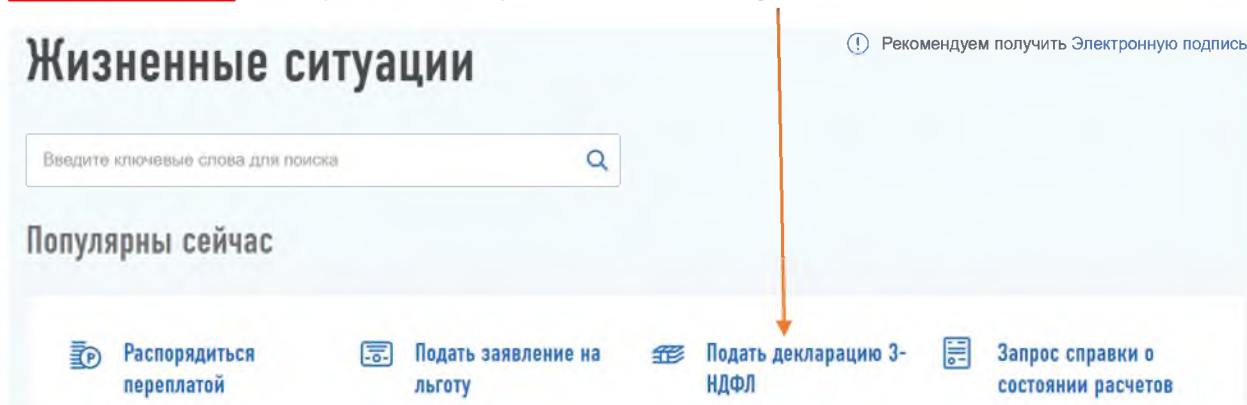 Жизненные ситуации
Рекомендуем получить Электронную подпись
Введите ключевые слова для поиска
Популярны сейчас
Распорядиться переплатой
Подать заявление на льготу
Подать декларацию 3-НДФЛ
Запрос справки о состоянии расчетов